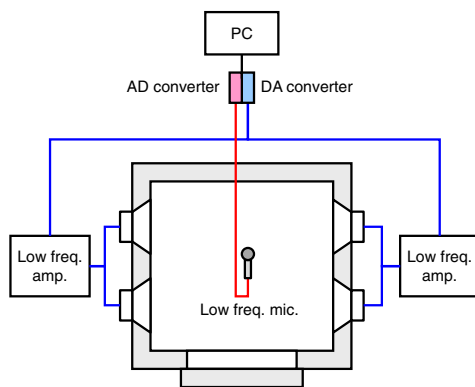 PC
AD converter
DA converter
Low freq.
amp.
Low freq. mic.
Low freq.
amp.